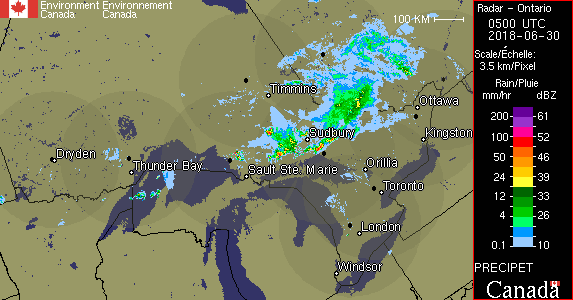 Environment Environnement
Canada Canada
100 KM
Timmins
Ottawa
Sudbury
Kingston
Dryden
Thunder Bay
Orillia
Sault Ste. Marie
Toronto
London
Windsor
Radar - Ontario
0500 UTC
2018-06-30
Scale/Échelle:
3.5 km/Pixel
Rain/Pluie
mm/hr dBZ
200 61
100 52
50 46
24 39
12 33
4 26
0.1 10
PRECIPET
Canada